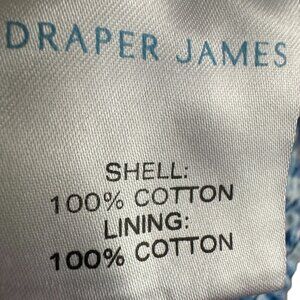 DRAPER JAMES
SHELL:
100% COTTON
LINING:
100% COTTON